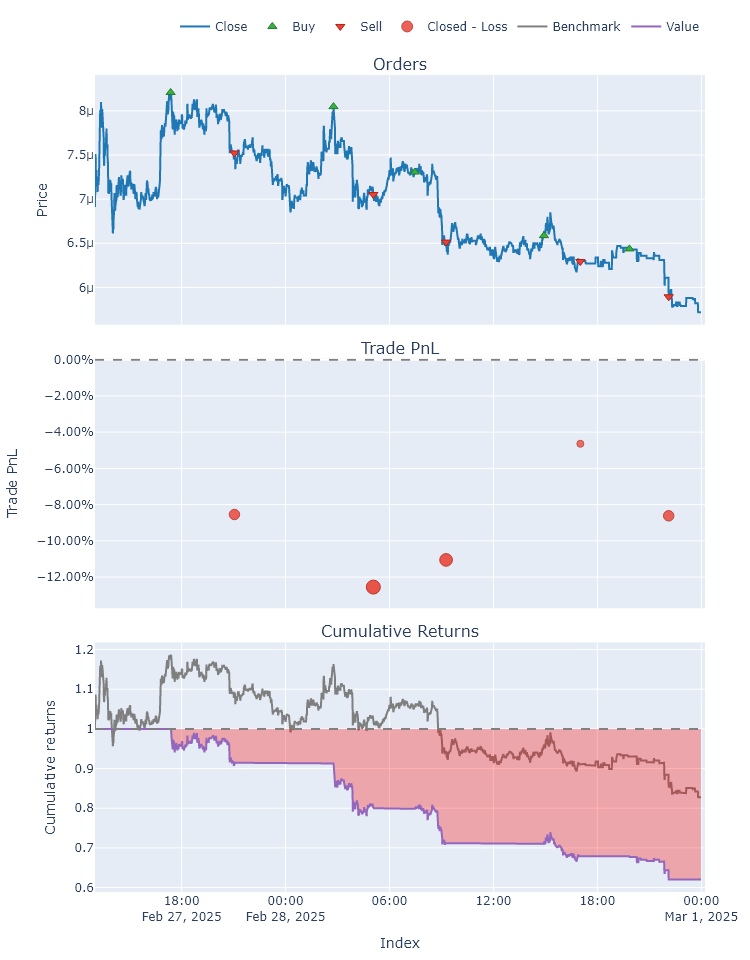 Close Buy Sell Closed - Loss Benchmark Value
Orders
8μ
7.5μ
7μ
6.5μ
6μ
Price
Trade PnL
0.00%
−2.00%
−4.00%
−6.00%
−8.00%
−10.00%
−12.00%
Trade PnL
Cumulative Returns
1.2
1.1
1
0.9
0.8
0.7
0.6
Cumulative returns
18:00 00:00 06:00 12:00 18:00 00:00
Feb 27, 2025 Feb 28, 2025 Mar 1, 2025
Index